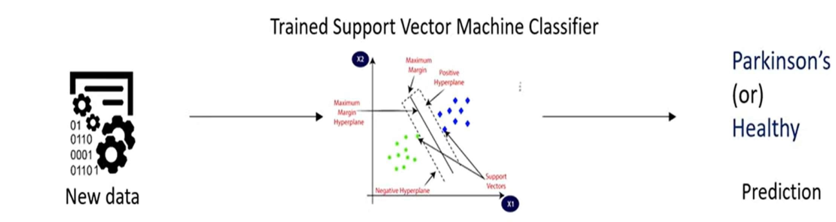 Trained Support Vector Machine Classifier
X2
Maximum
Margin
Positive
Hyperplane
Maximum
Margin
Hyperplane
Support
Vectors
Negative Hyperplane
X1
01
0110
0001
01101
New data
Parkinson's
(or)
Healthy
Prediction